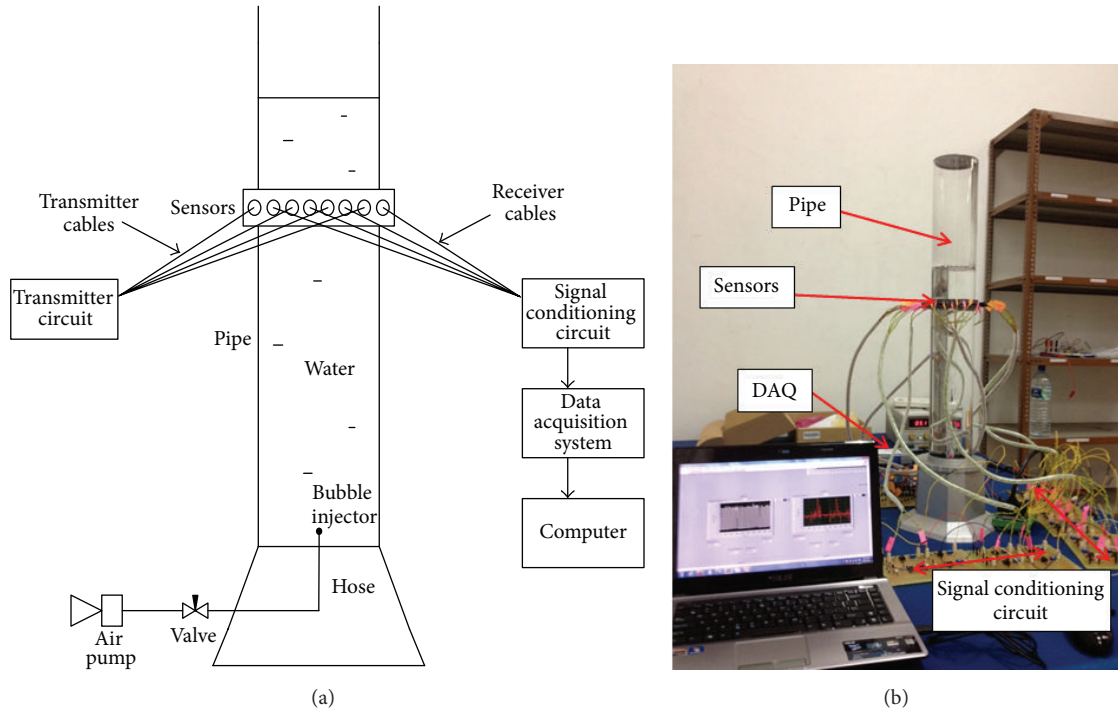 Transmitter
cables
Sensors
Receiver
cables
Transmitter
circuit
Signal
conditioning
circuit
Pipe
Water
Data
acquisition
system
Bubble
injector
Computer
Hose
Valve
Air
pump
(a)
Pipe
Sensors
DAQ
Signal conditioning
circuit
(b)